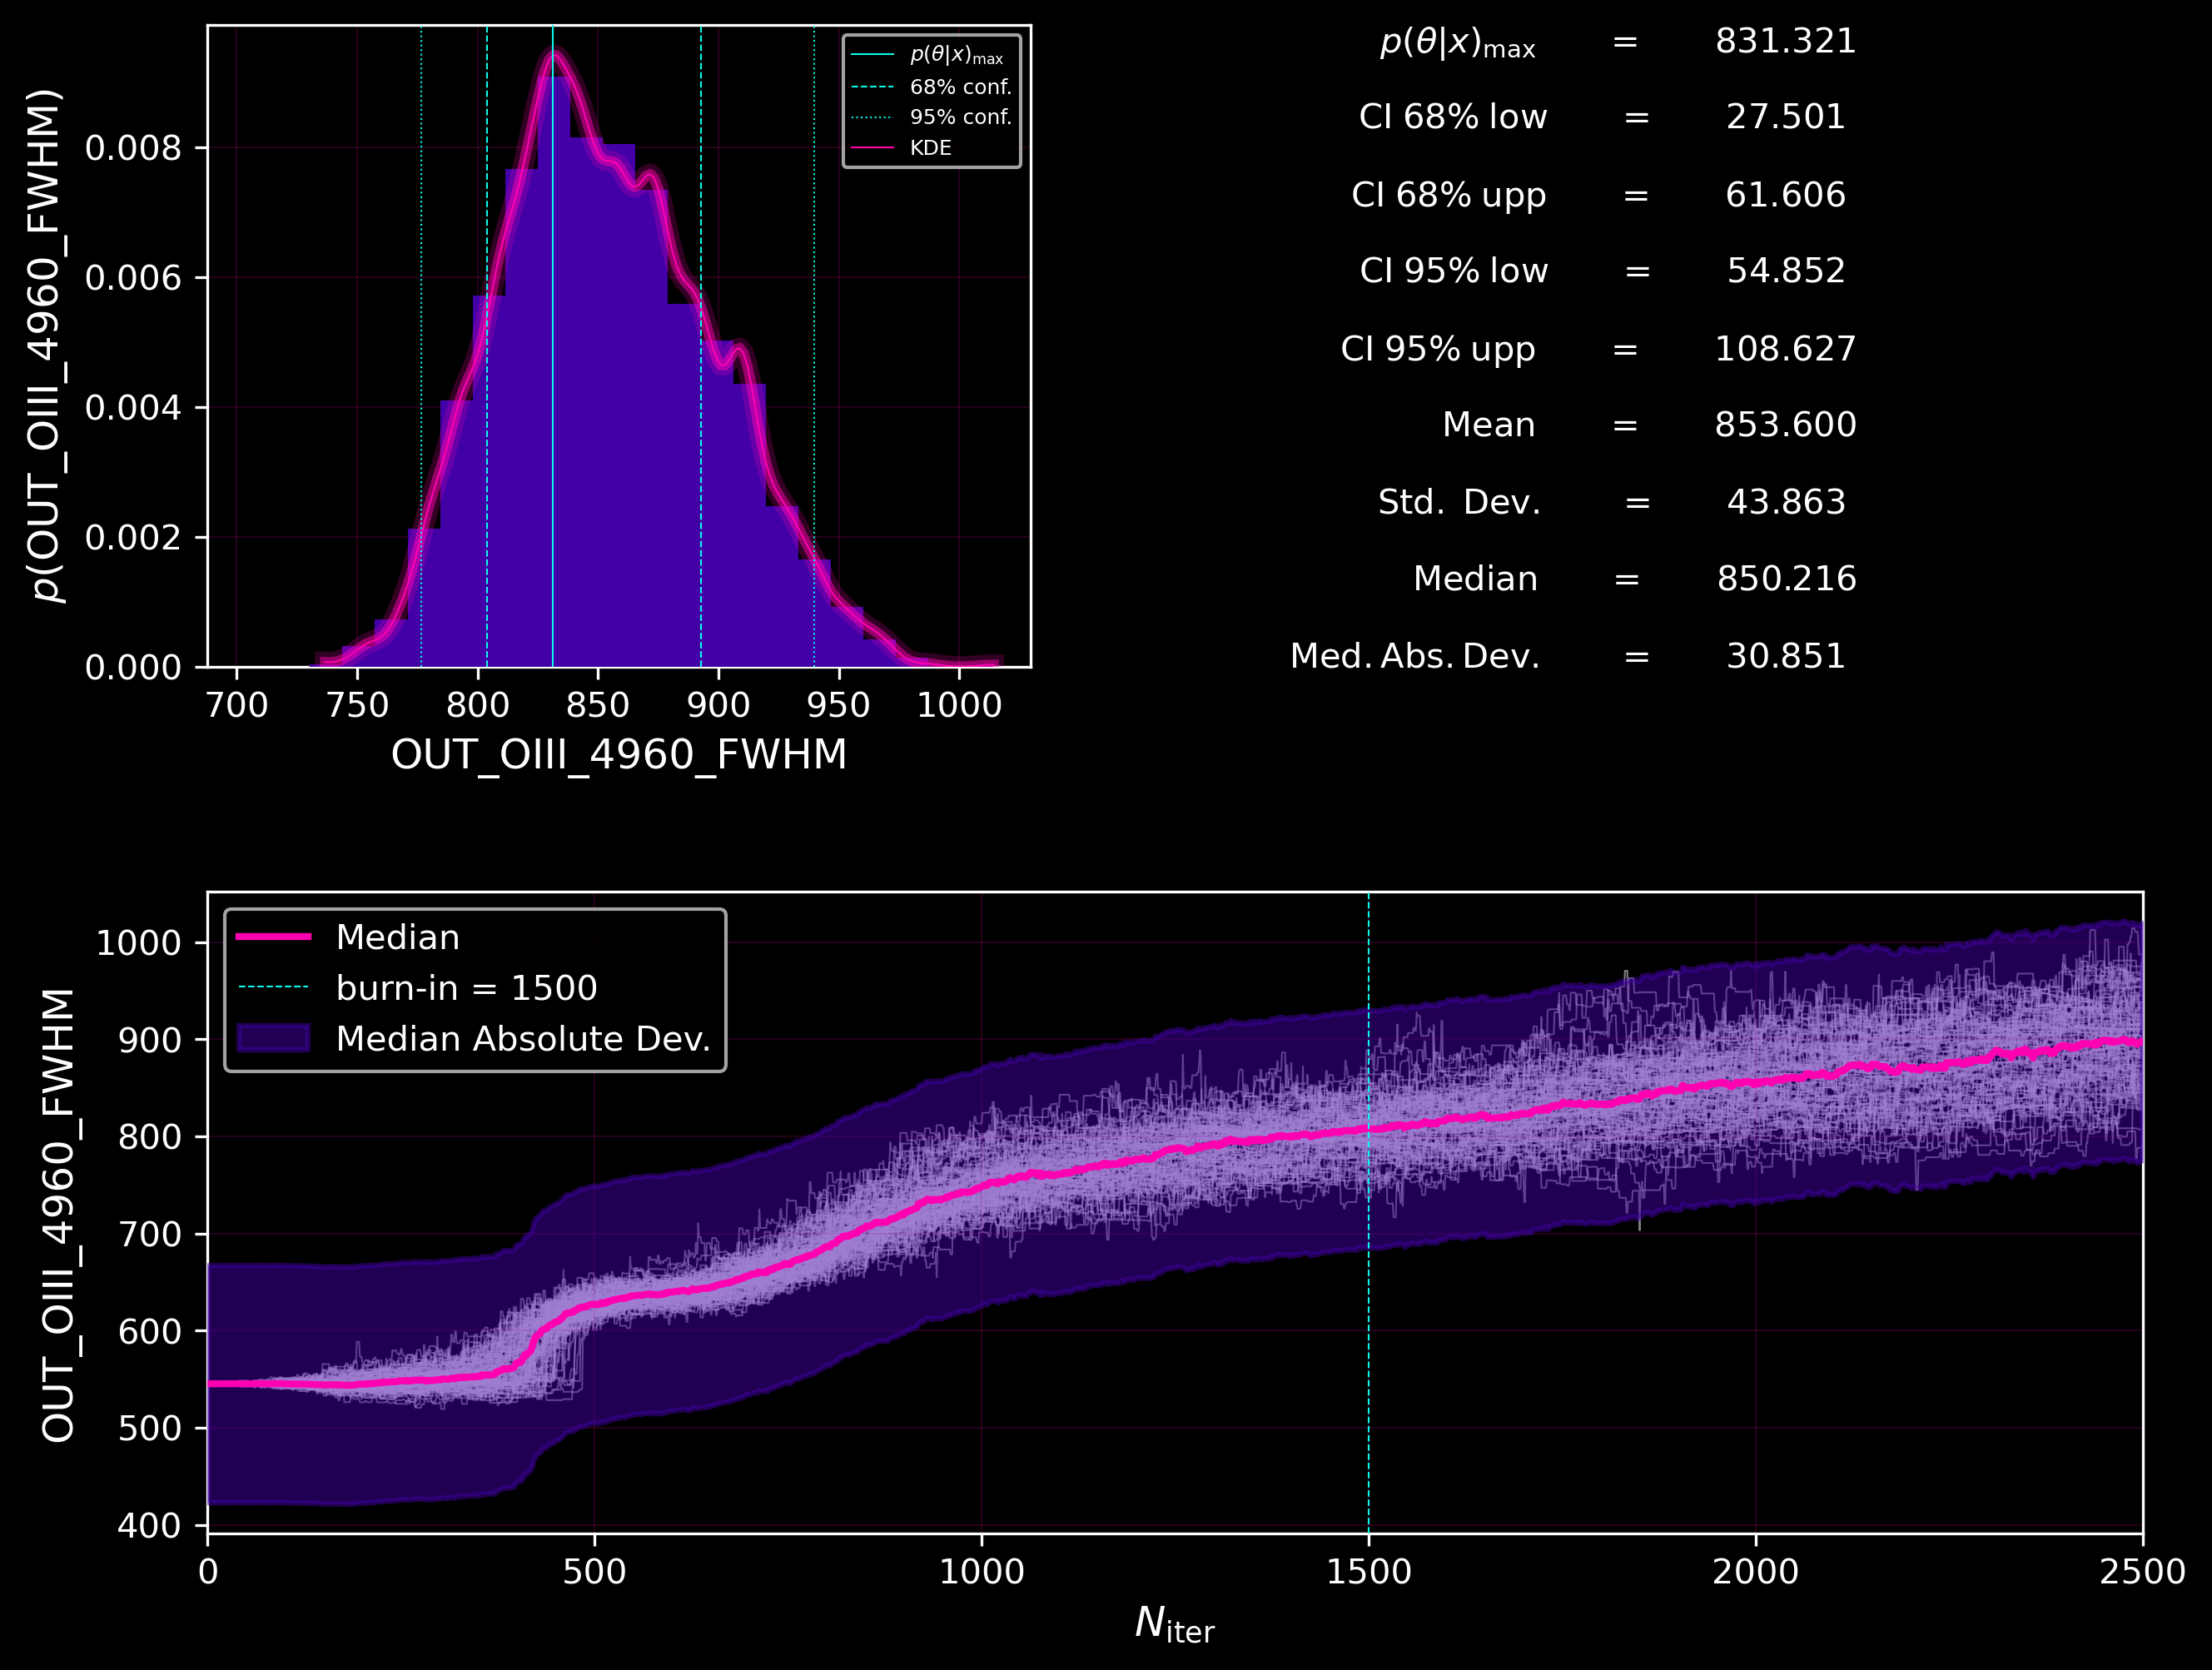 p(OUT_OIII_4960_FWHM)
0.008
0.006
0.004
0.002
0.000
700 750 800 850 900 950 1000
OUT_OIII_4960_FWHM
p(θ|x)max
68% conf.
95% conf.
KDE
p(θ|x)max = 831.321
CI 68% low = 27.501
CI 68% upp = 61.606
CI 95% low = 54.852
CI 95% upp = 108.627
Mean = 853.600
Std. Dev. = 43.863
Median = 850.216
Med. Abs. Dev. = 30.851
OUT_OIII_4960_FWHM
1000
900
800
700
600
500
400
Median
burn-in = 1500
Median Absolute Dev.
0 500 1000 1500 2000 2500
Niter